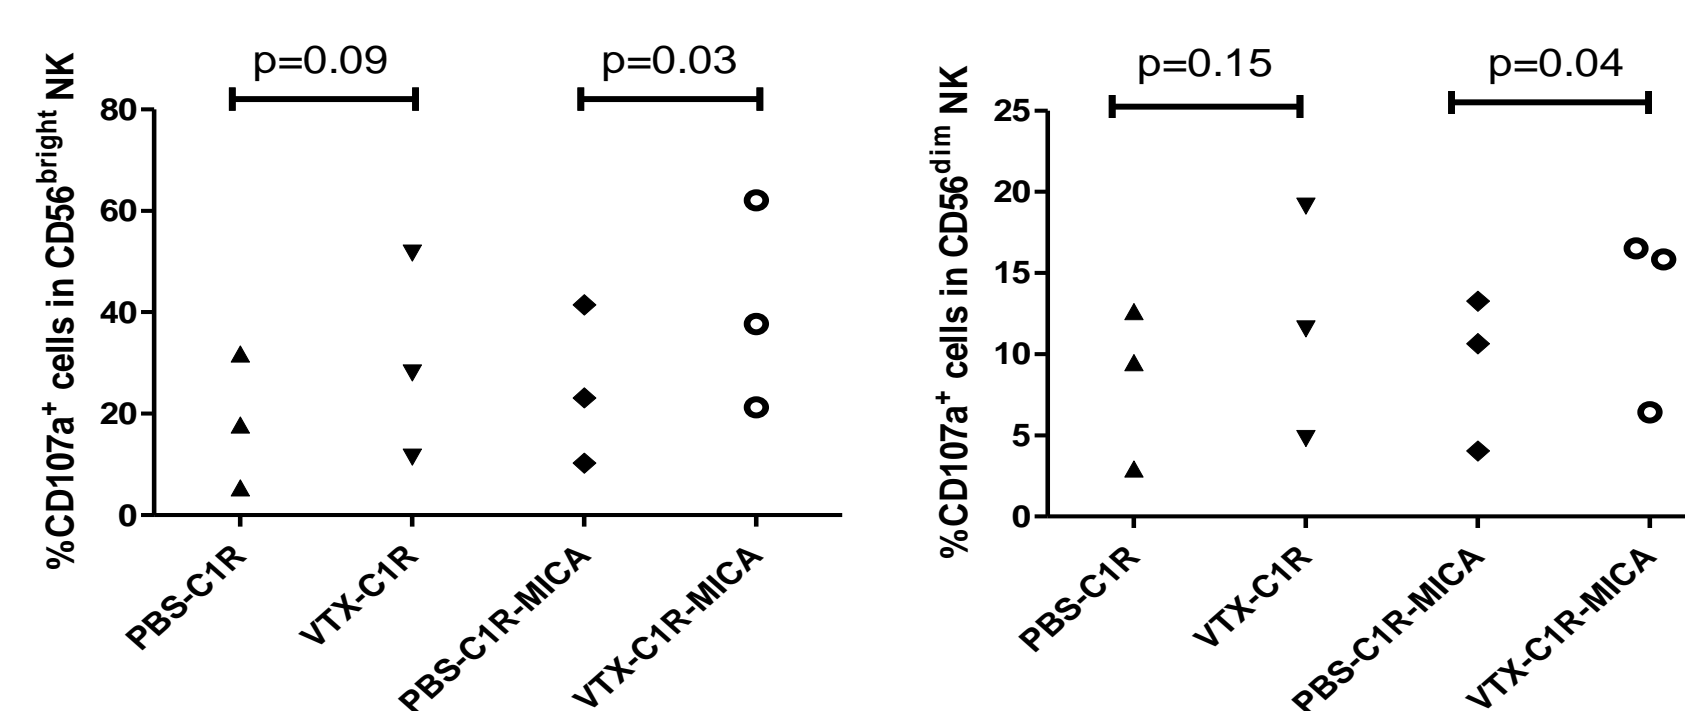 p=0.09
p=0.03
%CD107a+ cells in CD56bright NK
80
60
40
20
0
PBS-C1R
VTX-C1R
PBS-C1R-MICA
VTX-C1R-MICA
p=0.15
p=0.04
%CD107a+ cells in CD56dim NK
25
20
15
10
5
0
PBS-C1R
VTX-C1R
PBS-C1R-MICA
VTX-C1R-MICA